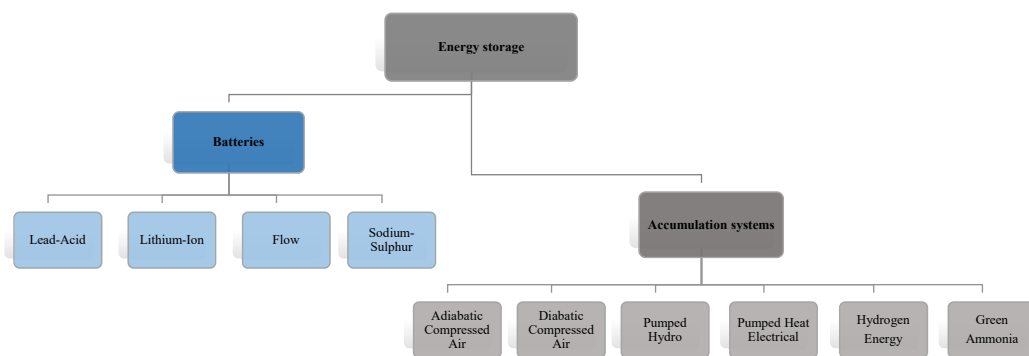 Energy storage
Batteries
Lead-Acid
Lithium-Ion
Flow
Sodium-
Sulphur
Accumulation systems
Adiabatic
Compressed
Air
Diabatic
Compressed
Air
Pumped
Hydro
Pumped Heat
Electrical
Hydrogen
Energy
Green
Ammonia